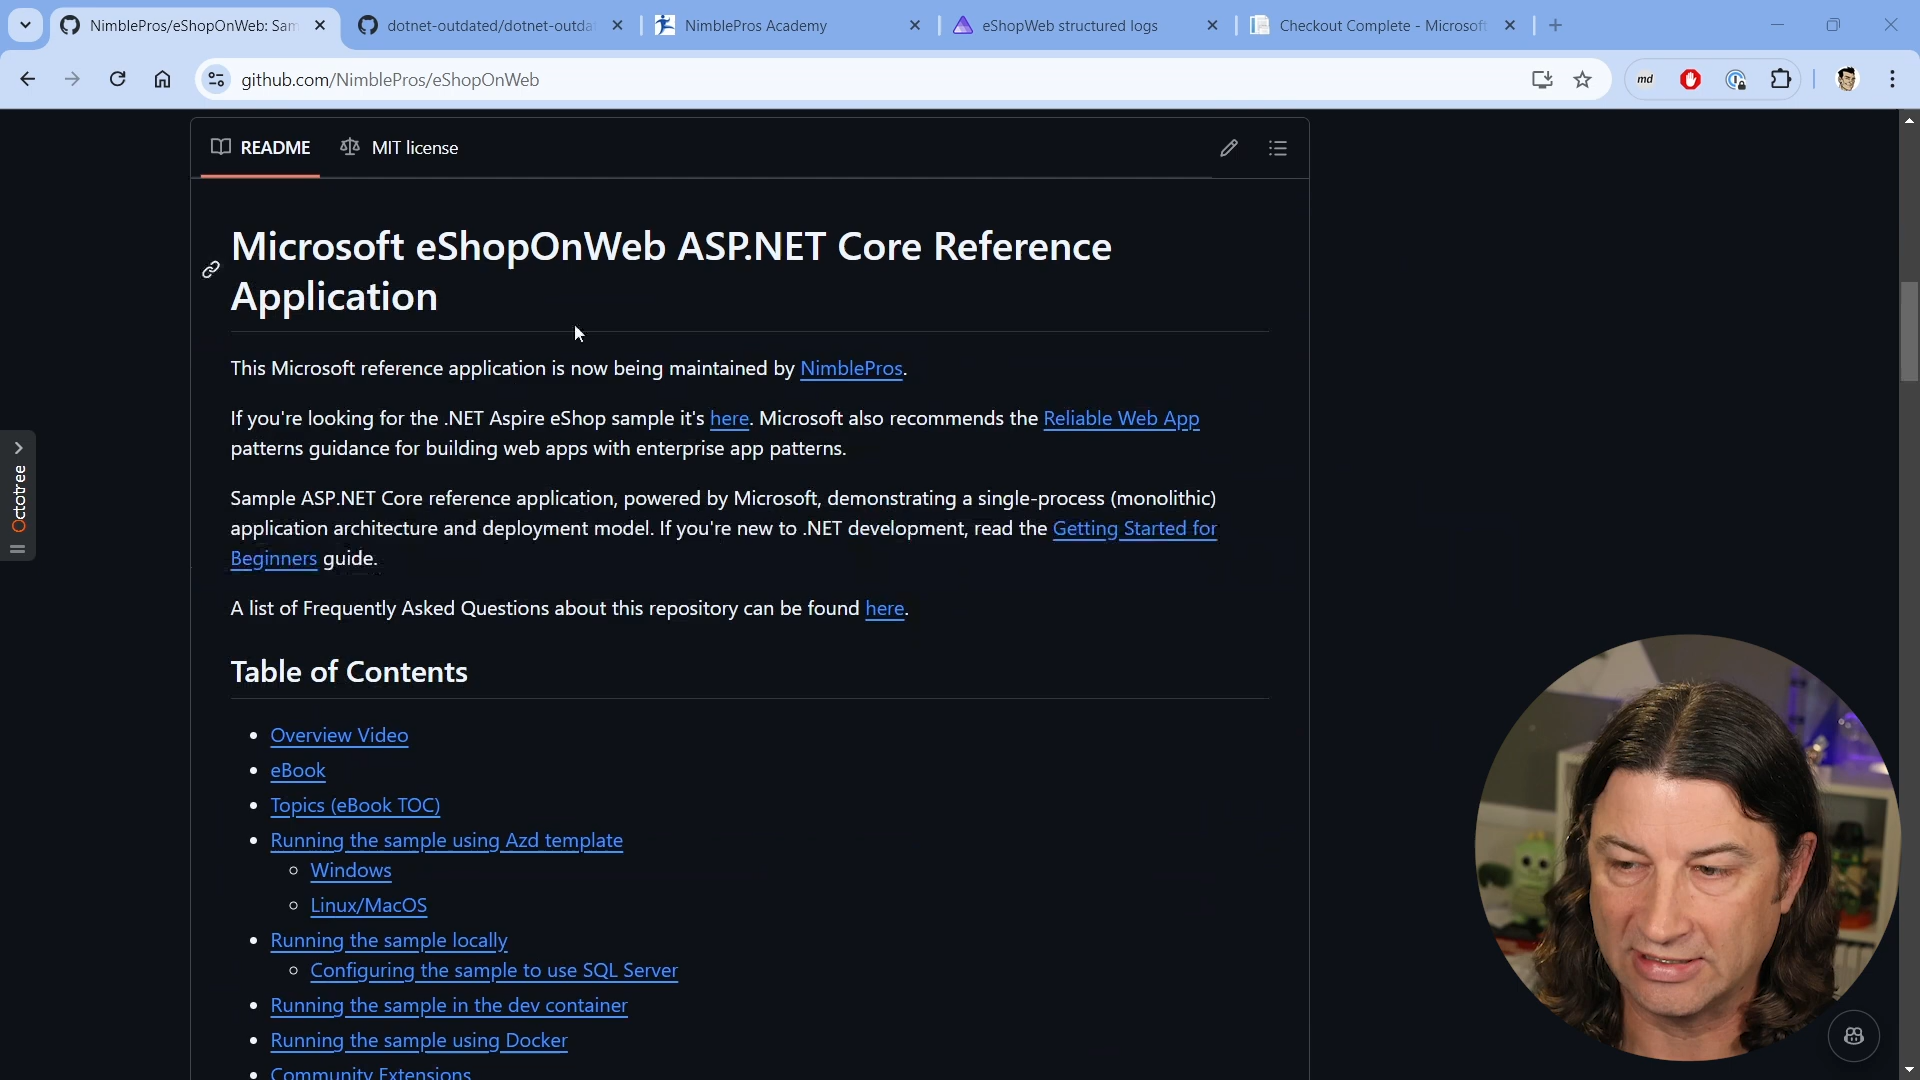 NimblePros/eShopOnWeb: Sam
dotnet-outdated/dotnet-outda
NimblePros Academy
eShopWeb structured logs
Checkout Complete - Microsoft
github.com/NimblePros/eShopOnWeb
md
README
MIT license
Microsoft eShopOnWeb ASP.NET Core Reference
Application
This Microsoft reference application is now being maintained by NimblePros.
If you're looking for the .NET Aspire eShop sample it's here. Microsoft also recommends the Reliable Web App
patterns guidance for building web apps with enterprise app patterns.
Sample ASP.NET Core reference application, powered by Microsoft, demonstrating a single-process (monolithic)
application architecture and deployment model. If you're new to .NET development, read the Getting Started for
Beginners guide.
A list of Frequently Asked Questions about this repository can be found here.
Octotree
Table of Contents
Overview Video
eBook
Topics (eBook TOC)
Running the sample using Azd template
Windows
Linux/MacOS
Running the sample locally
Configuring the sample to use SQL Server
Running the sample in the dev container
Running the sample using Docker
Community Extensions